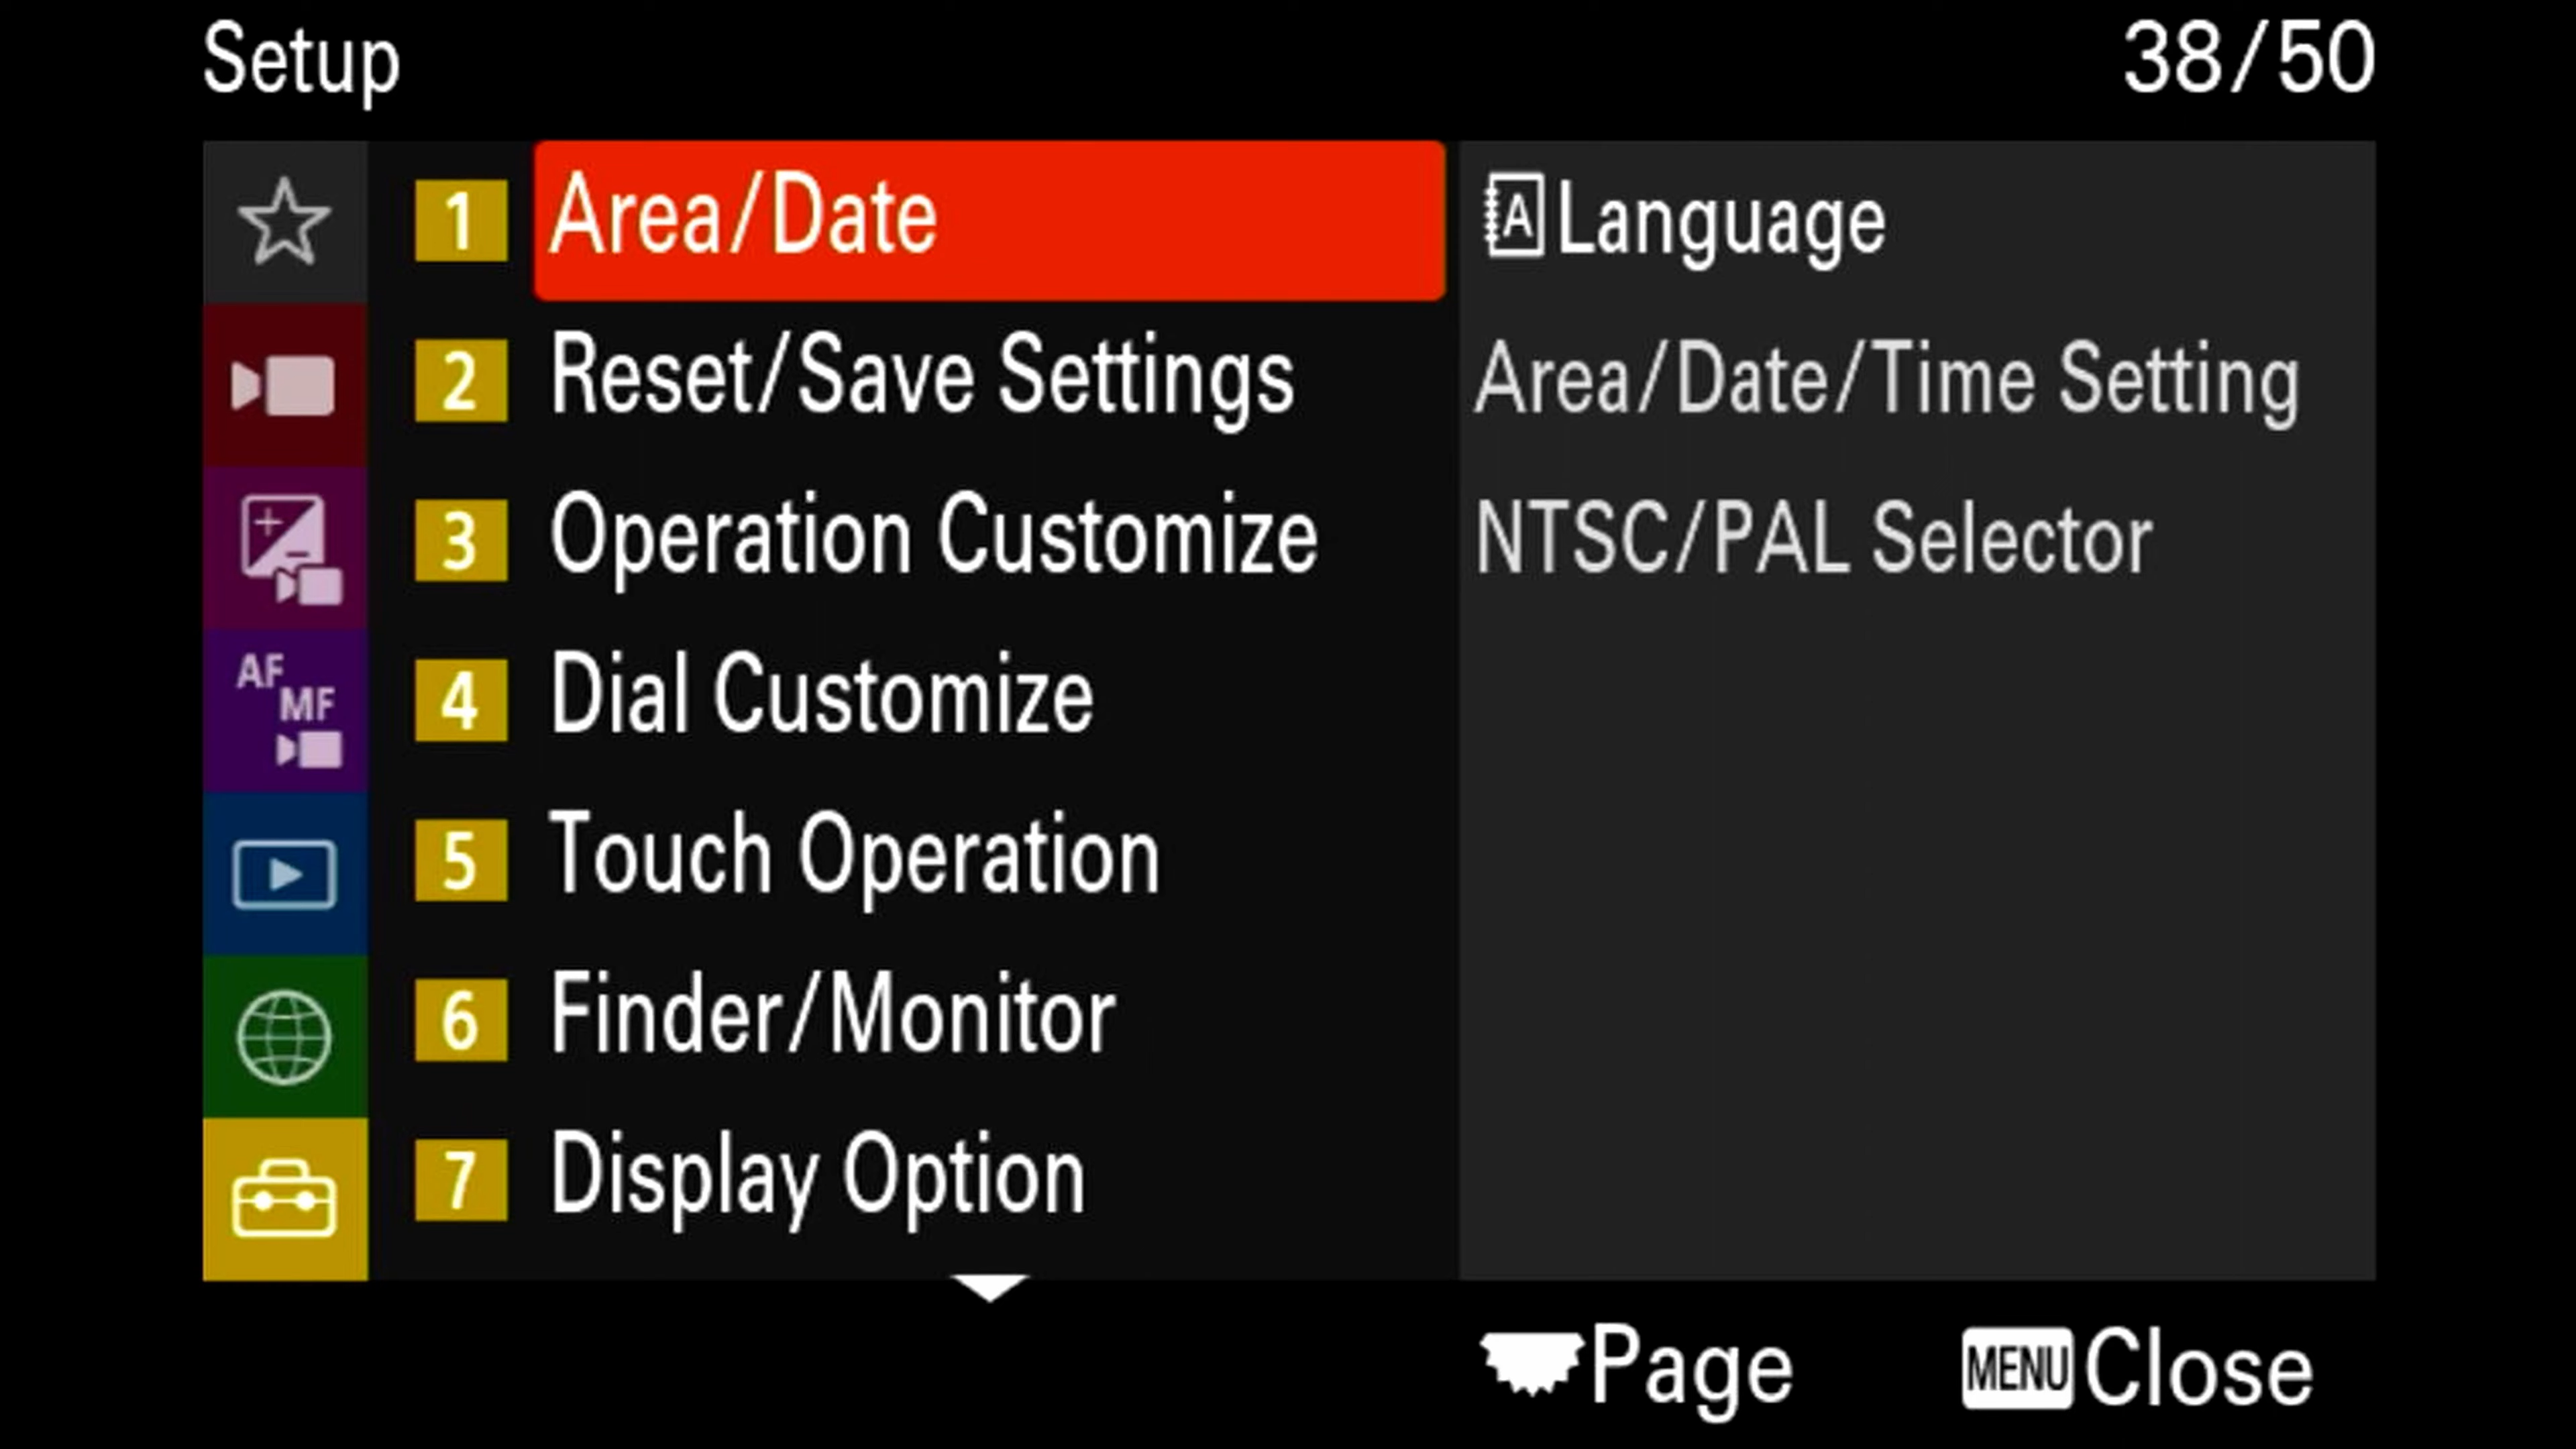 Setup 38/50
1 Area/Date
2 Reset/Save Settings
3 Operation Customize
4 Dial Customize
5 Touch Operation
6 Finder/Monitor
7 Display Option
A Language
Area/Date/Time Setting
NTSC/PAL Selector
AF
MF
Page MENU Close